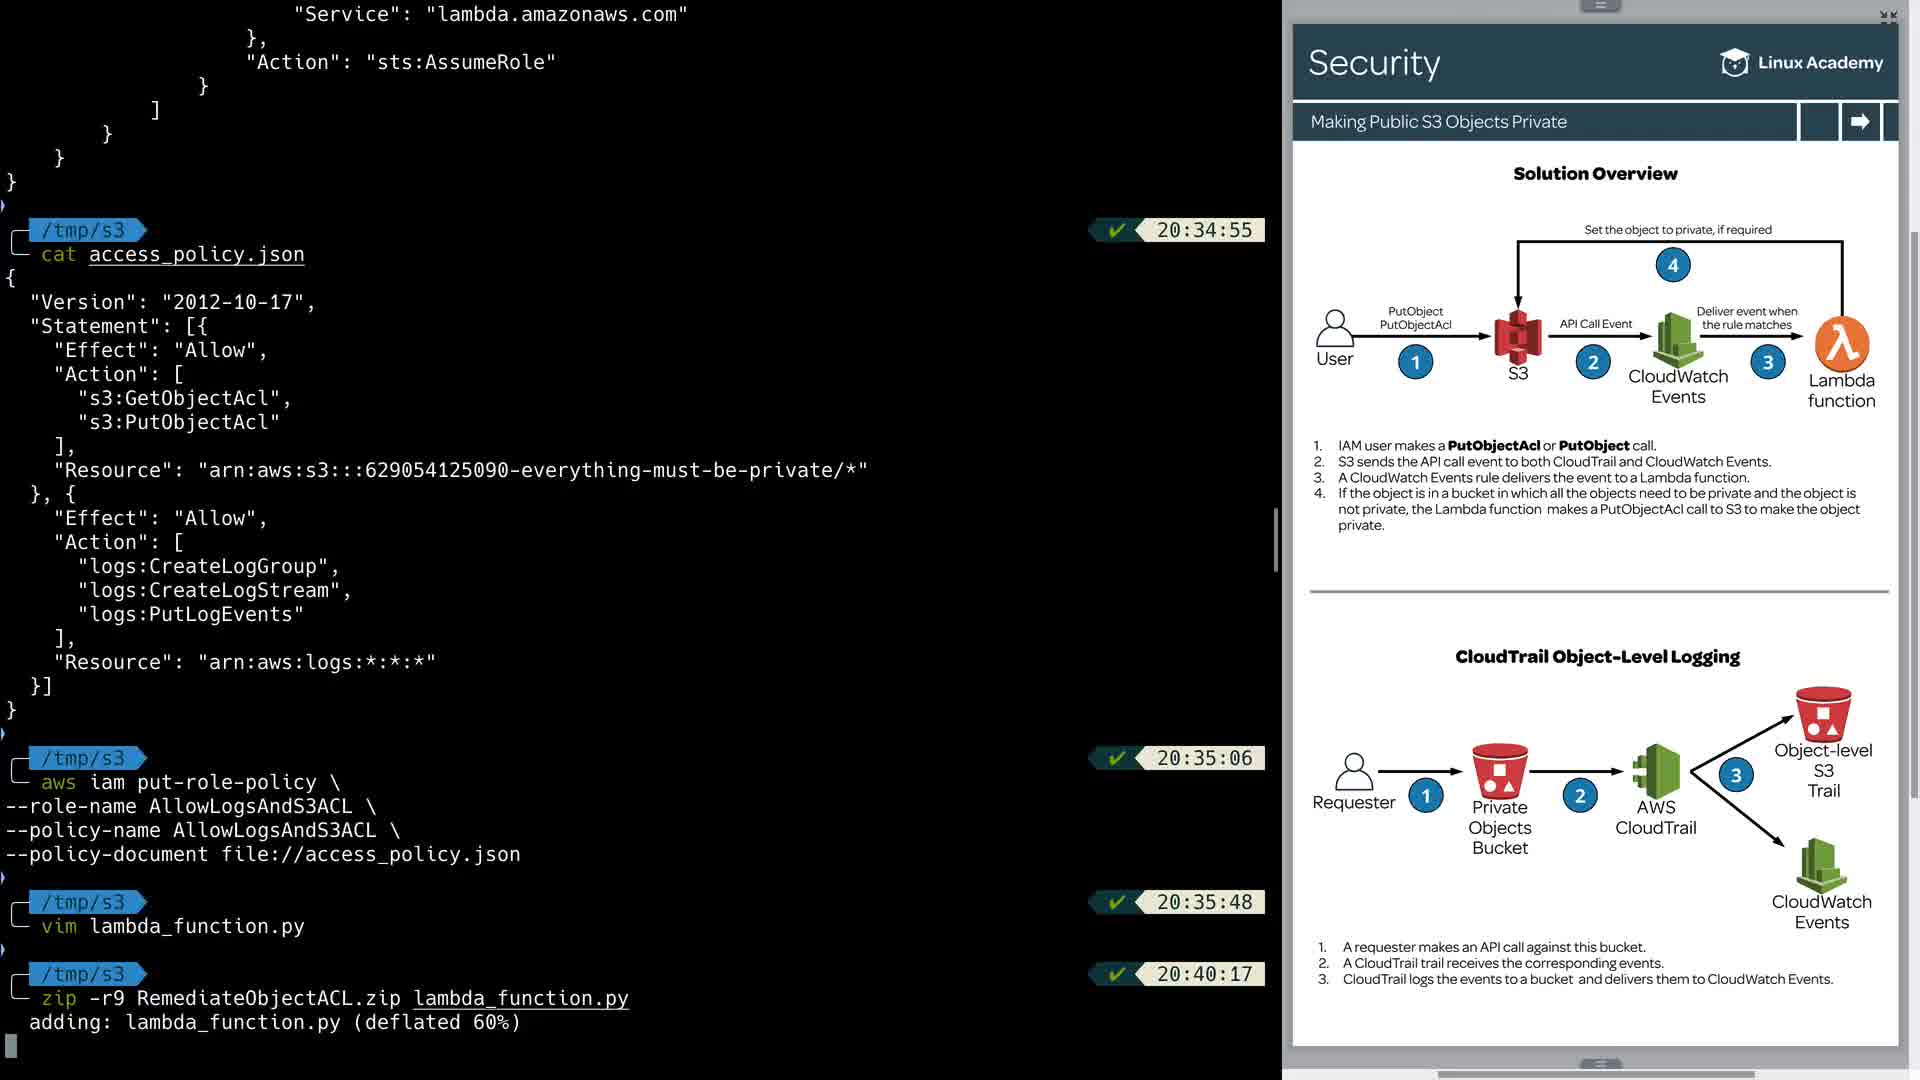 "Service": "lambda.amazonaws.com"
},
"Action": "sts:AssumeRole"
}
]
}
}
}
/tmp/s3
✔ 20:34:55
cat access_policy.json
{
"Version": "2012-10-17",
"Statement": [{
"Effect": "Allow",
"Action": [
"s3:GetObjectAcl",
"s3:PutObjectAcl"
],
"Resource": "arn:aws:s3:::629054125090-everything-must-be-private/*"
}, {
"Effect": "Allow",
"Action": [
"logs:CreateLogGroup",
"logs:CreateLogStream",
"logs:PutLogEvents"
],
"Resource": "arn:aws:logs:*:*:*"
}]
}
/tmp/s3
✔ 20:35:06
aws iam put-role-policy \
--role-name AllowLogsAndS3ACL \
--policy-name AllowLogsAndS3ACL \
--policy-document file://access_policy.json
/tmp/s3
✔ 20:35:48
vim lambda_function.py
/tmp/s3
✔ 20:40:17
zip -r9 RemediateObjectACL.zip lambda_function.py
adding: lambda_function.py (deflated 60%)
Security
Linux Academy
Making Public S3 Objects Private
Solution Overview
Set the object to private, if required
4
PutObject
PutObjectAcl
API Call Event
Deliver event when
the rule matches
1
2
3
User
S3
CloudWatch
Events
Lambda
function
1. IAM user makes a PutObjectAcl or PutObject call.
2. S3 sends the API call event to both CloudTrail and CloudWatch Events.
3. A CloudWatch Events rule delivers the event to a Lambda function.
4. If the object is in a bucket in which all the objects need to be private and the object is
not private, the Lambda function makes a PutObjectAcl call to S3 to make the object
private.
CloudTrail Object-Level Logging
Object-level
S3
Trail
Requester
1
Private
Objects
Bucket
2
AWS
CloudTrail
3
CloudWatch
Events
1. A requester makes an API call against this bucket.
2. A CloudTrail trail receives the corresponding events.
3. CloudTrail logs the events to a bucket and delivers them to CloudWatch Events.